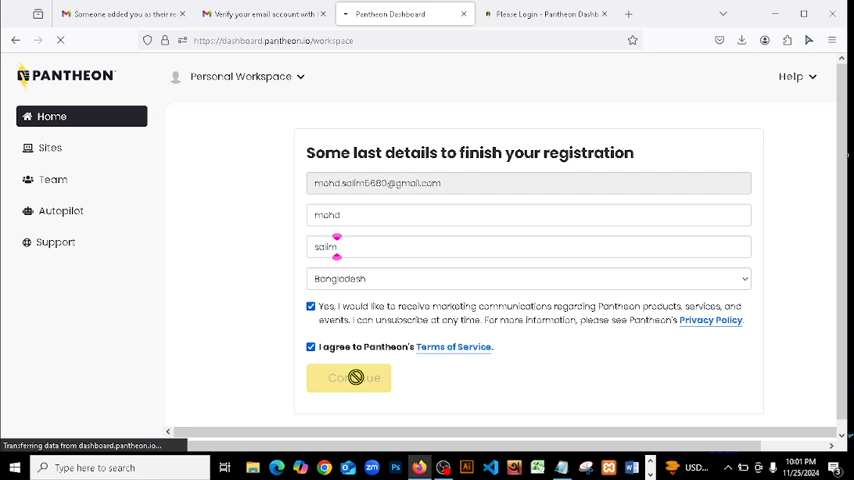 Someone added you as their re
Verify your email account with I
Pantheon Dashboard
Please Login - Pantheon Dashb
https://dashboard.pantheon.io/workspace
PANTHEON
Personal Workspace
Help
Home
Sites
Team
Autopilot
Support
Some last details to finish your registration
mohd.salim5680@gmail.com
mohd
salim
Bangladesh
Yes, I would like to receive marketing communications regarding Pantheon products, services, and
events. I can unsubscribe at any time. For more information, please see Pantheon's Privacy Policy.
I agree to Pantheon's Terms of Service.
Continue
Transferring data from dashboard.pantheon.io...
Type here to search
USD...
10:01 PM
11/25/2024